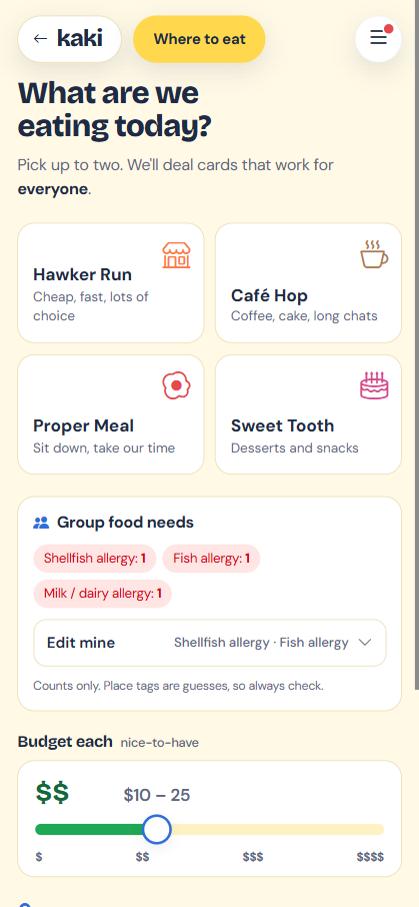 ← kaki
Where to eat
What are we
eating today?
Pick up to two. We'll deal cards that work for
everyone.
Hawker Run
Cheap, fast, lots of
choice
Café Hop
Coffee, cake, long chats
Proper Meal
Sit down, take our time
Sweet Tooth
Desserts and snacks
Group food needs
Shellfish allergy: 1
Fish allergy: 1
Milk / dairy allergy: 1
Edit mine
Shellfish allergy · Fish allergy
Counts only. Place tags are guesses, so always check.
Budget each nice-to-have
$$ $10 – 25
$ $$ $$$ $$$$